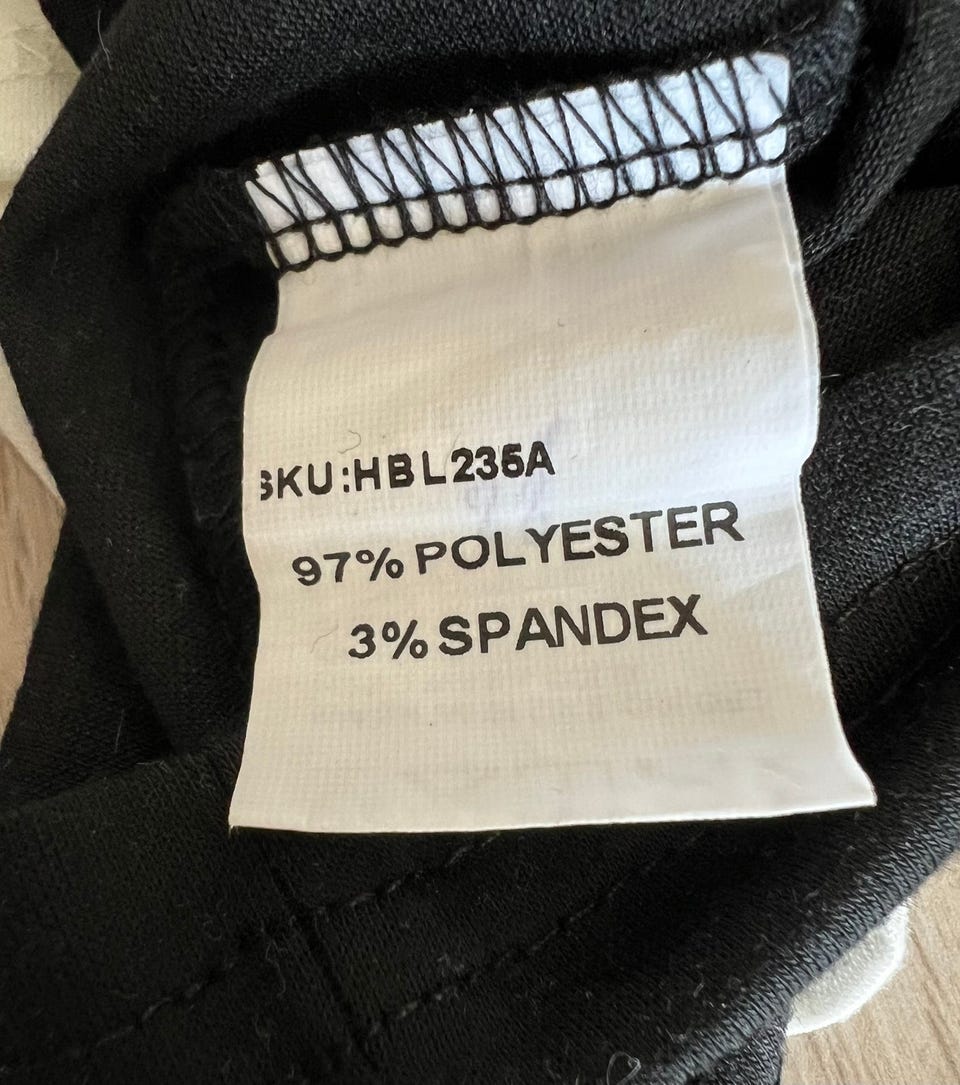 SKU:HBL235A
97% POLYESTER
3% SPANDEX